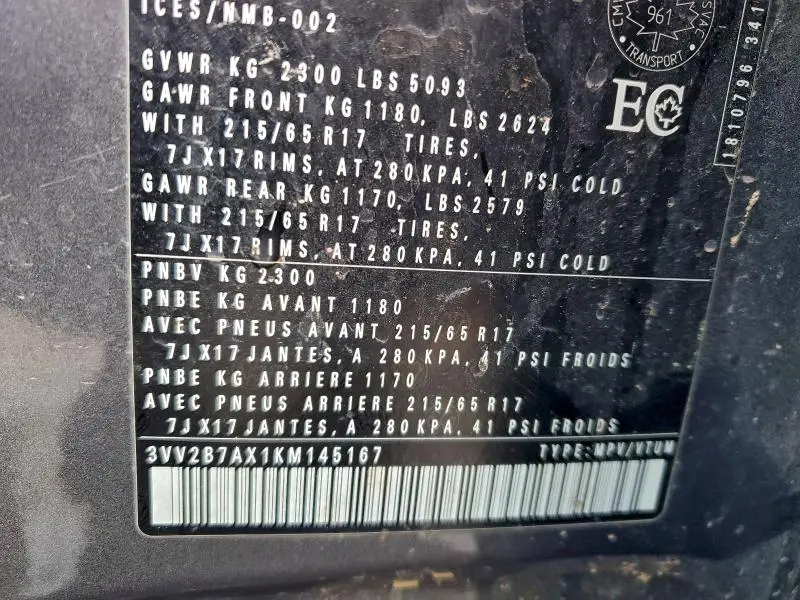 ICES/NMB-002
961
TRANSPORT
EC
1810796 341
GVWR KG 2300 LBS 5093
GAWR FRONT KG 1180, LBS 2624
WITH 215/65 R17 TIRES,
7J X17 RIMS, AT 280 KPA, 41 PSI COLD
GAWR REAR KG 1170, LBS 2579
WITH 215/65 R17 TIRES,
7J X17 RIMS, AT 280 KPA, 41 PSI COLD
PNBV KG 2300
PNBE KG AVANT 1180
AVEC PNEUS AVANT 215/65 R17
7J X17 JANTES, A 280 KPA, 41 PSI FROIDS
PNBE KG ARRIERE 1170
AVEC PNEUS ARRIERE 215/65 R17
7J X17 JANTES, A 280 KPA, 41 PSI FROIDS
3VV2B7AX1KM145167 TYPE:MPV/VTUM